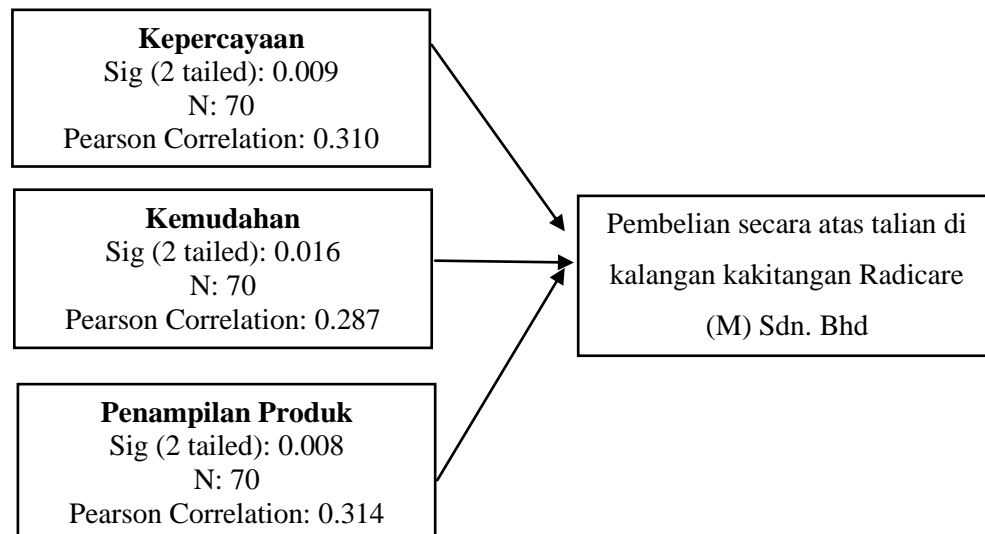 Kepercayaan
Sig (2 tailed): 0.009
N: 70
Pearson Correlation: 0.310
Kemudahan
Sig (2 tailed): 0.016
N: 70
Pearson Correlation: 0.287
Penampilan Produk
Sig (2 tailed): 0.008
N: 70
Pearson Correlation: 0.314
Pembelian secara atas talian di
kalangan kakitangan Radicare
(M) Sdn. Bhd